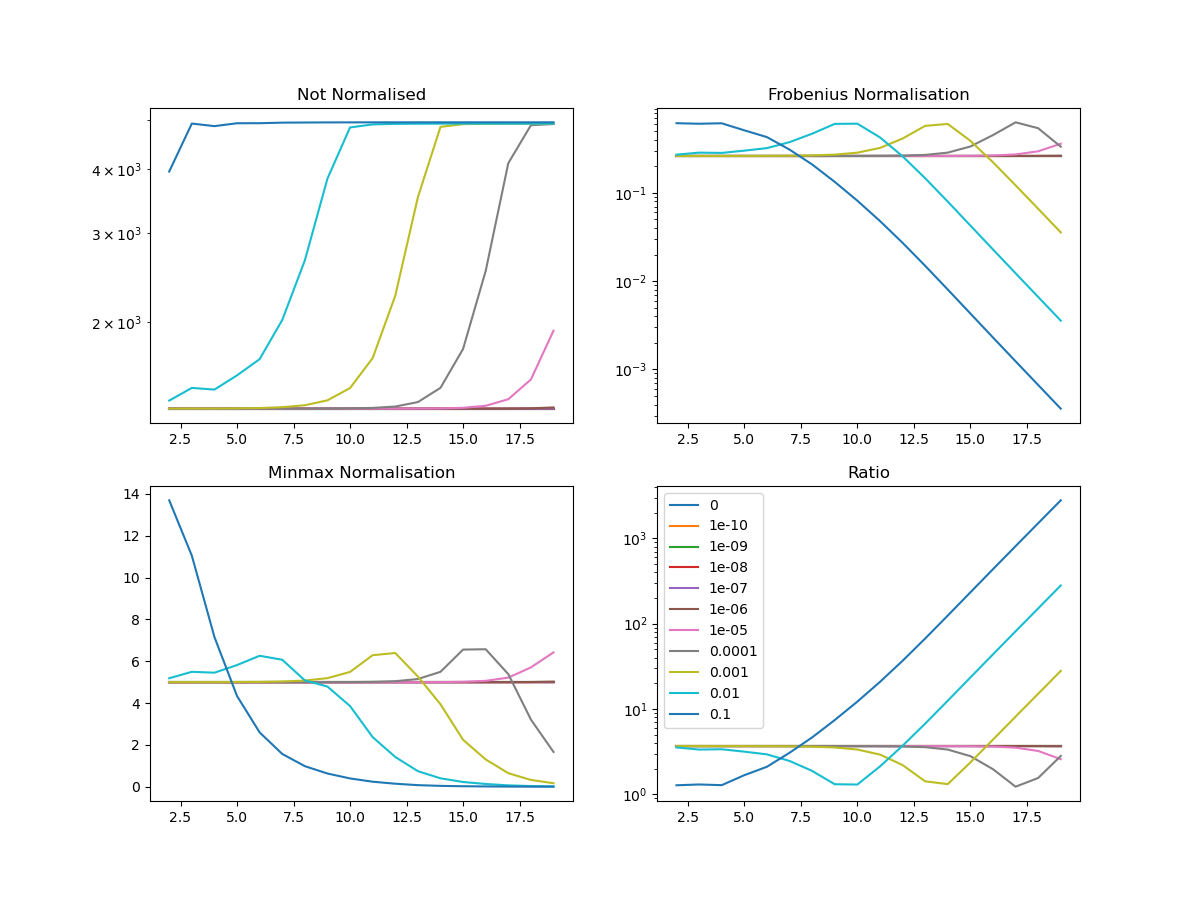 Not Normalised
4 × 10³
3 × 10³
2 × 10³
2.5 5.0 7.5 10.0 12.5 15.0 17.5
Frobenius Normalisation
10⁻¹
10⁻²
10⁻³
2.5 5.0 7.5 10.0 12.5 15.0 17.5
Minmax Normalisation
14
12
10
8
6
4
2
0
2.5 5.0 7.5 10.0 12.5 15.0 17.5
Ratio
10³
10²
10¹
10⁰
0
1e-10
1e-09
1e-08
1e-07
1e-06
1e-05
0.0001
0.001
0.01
0.1
2.5 5.0 7.5 10.0 12.5 15.0 17.5